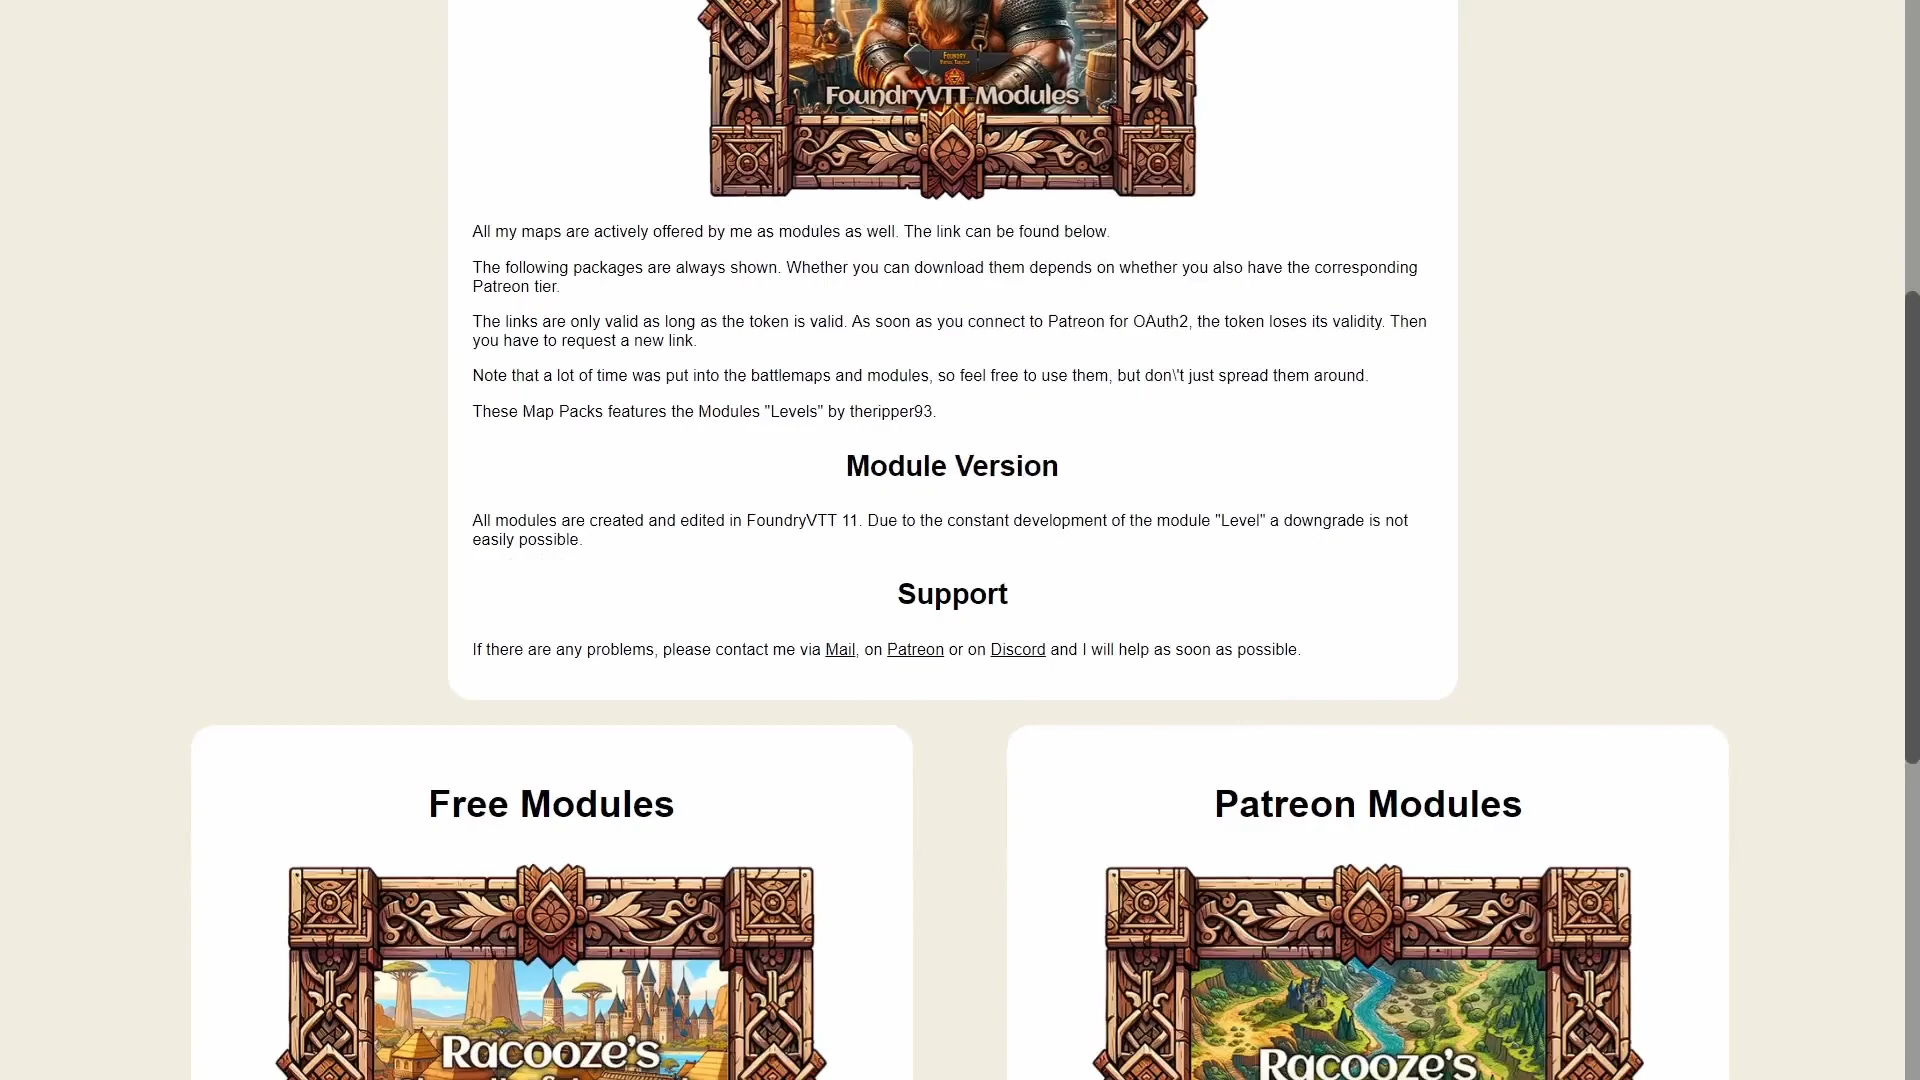 Foundry
Virtual Tabletop
FoundryVTT Modules
All my maps are actively offered by me as modules as well. The link can be found below.
The following packages are always shown. Whether you can download them depends on whether you also have the corresponding
Patreon tier.
The links are only valid as long as the token is valid. As soon as you connect to Patreon for OAuth2, the token loses its validity. Then
you have to request a new link.
Note that a lot of time was put into the battlemaps and modules, so feel free to use them, but don\'t just spread them around.
These Map Packs features the Modules "Levels" by theripper93.
Module Version
All modules are created and edited in FoundryVTT 11. Due to the constant development of the module "Level" a downgrade is not
easily possible.
Support
If there are any problems, please contact me via Mail, on Patreon or on Discord and I will help as soon as possible.
Free Modules
Patreon Modules
Racooze's
Racooze's